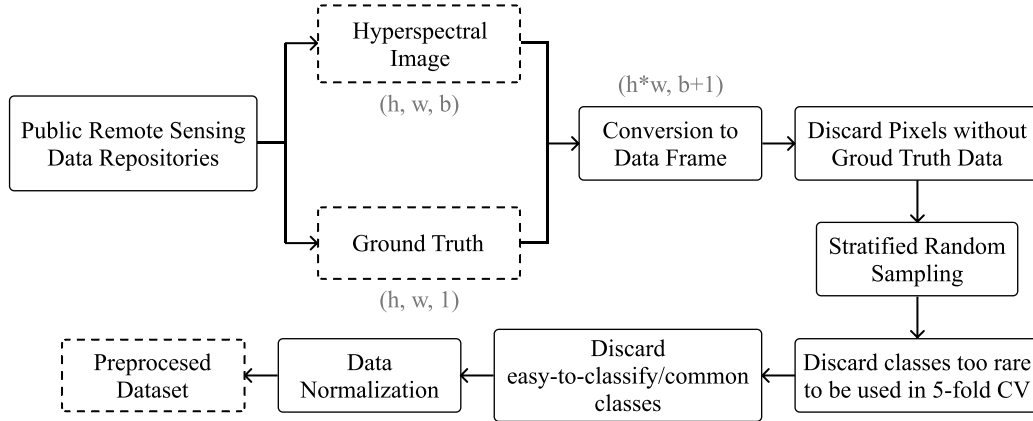 Public Remote Sensing
Data Repositories
Hyperspectral
Image
(h, w, b)
Ground Truth
(h, w, 1)
(h*w, b+1)
Conversion to
Data Frame
Discard Pixels without
Groud Truth Data
Stratified Random
Sampling
Discard classes too rare
to be used in 5-fold CV
Discard
easy-to-classify/common
classes
Data
Normalization
Preprocesed
Dataset